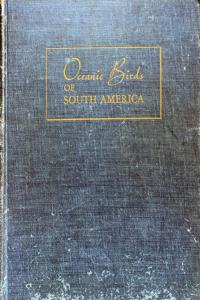 Oceanic Birds
OF
SOUTH AMERICA